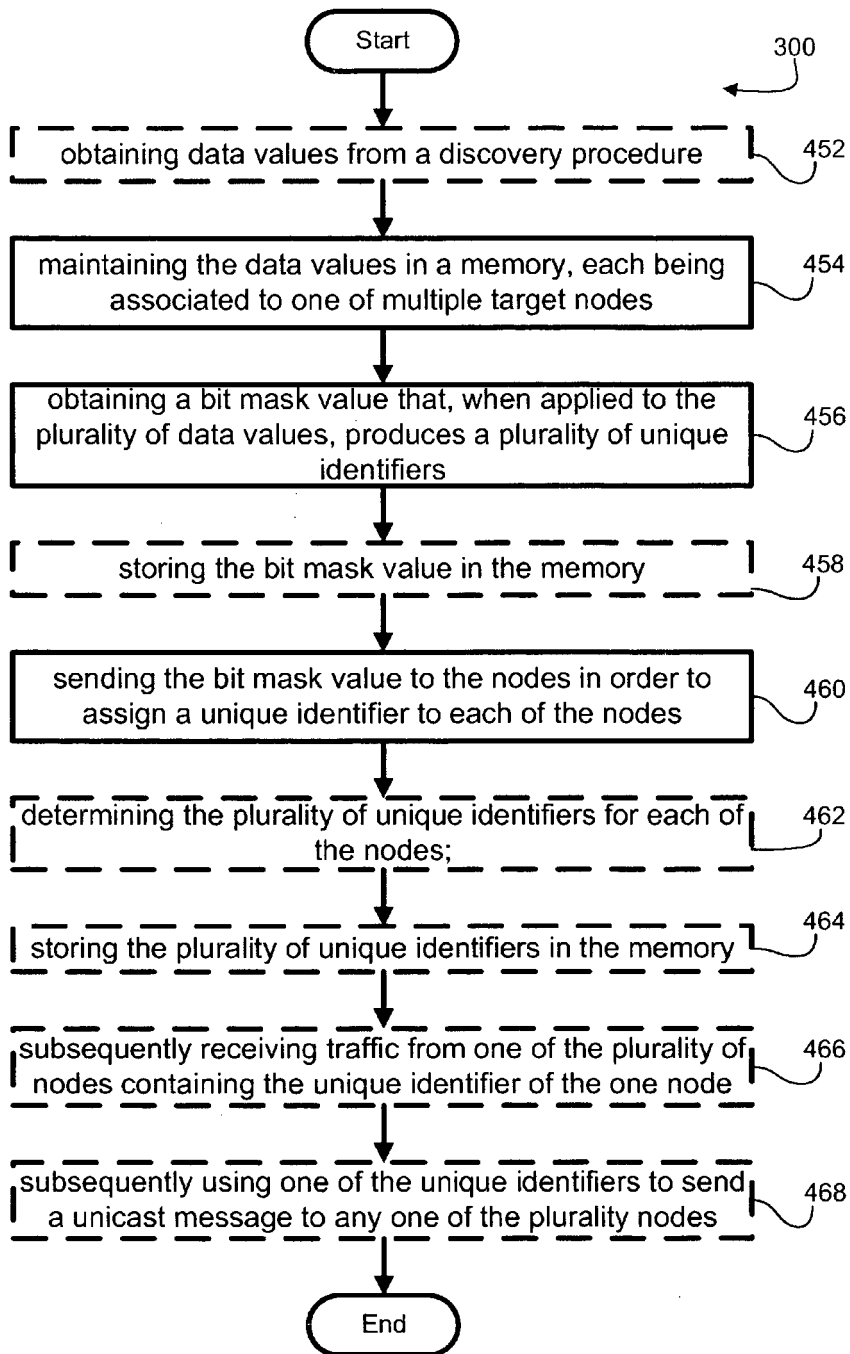 Start
300
obtaining data values from a discovery procedure
452
maintaining the data values in a memory, each being
associated to one of multiple target nodes
454
obtaining a bit mask value that, when applied to the
plurality of data values, produces a plurality of unique
identifiers
456
storing the bit mask value in the memory
458
sending the bit mask value to the nodes in order to
assign a unique identifier to each of the nodes
460
determining the plurality of unique identifiers for each of
the nodes;
462
storing the plurality of unique identifiers in the memory
464
subsequently receiving traffic from one of the plurality of
nodes containing the unique identifier of the one node
466
subsequently using one of the unique identifiers to send
a unicast message to any one of the plurality nodes
468
End